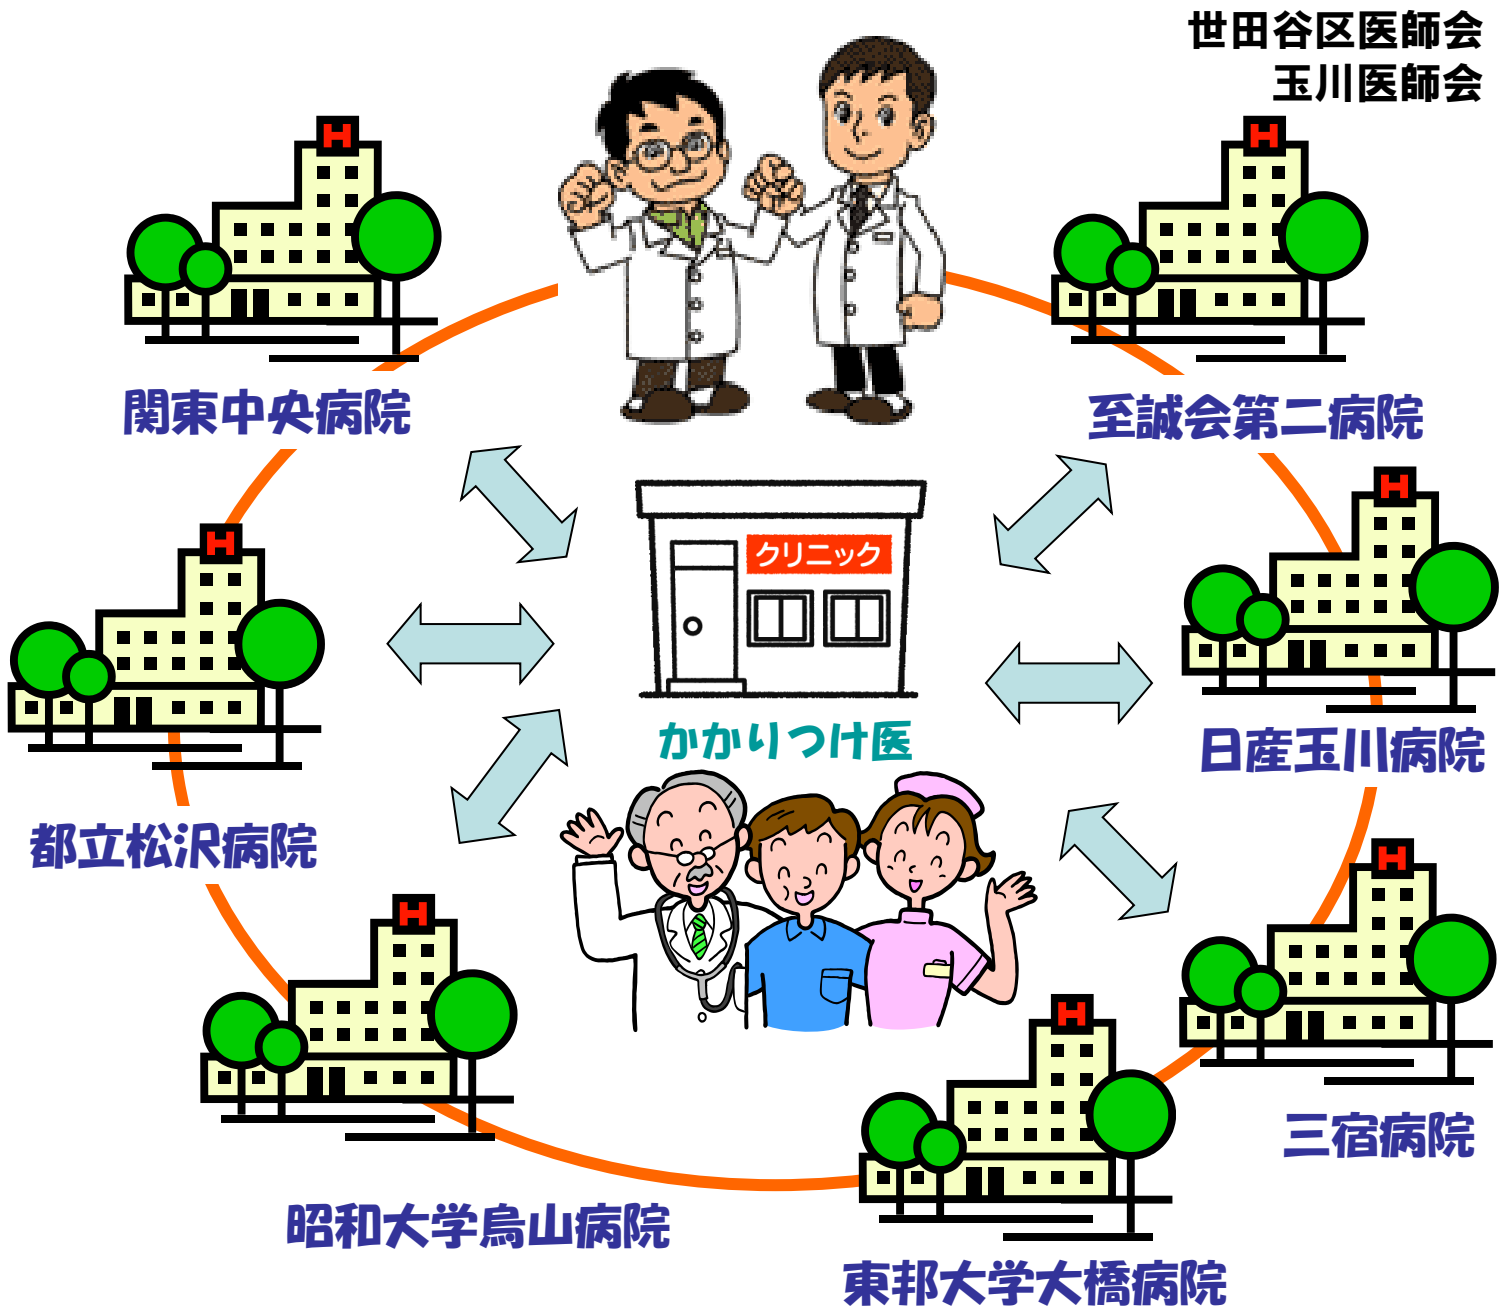 世田谷区医師会
玉川医師会
H
H
関東中央病院
至誠会第二病院
H
H
クリニック
かかりつけ医
日産玉川病院
都立松沢病院
H
H
H
三宿病院
昭和大学烏山病院
東邦大学大橋病院